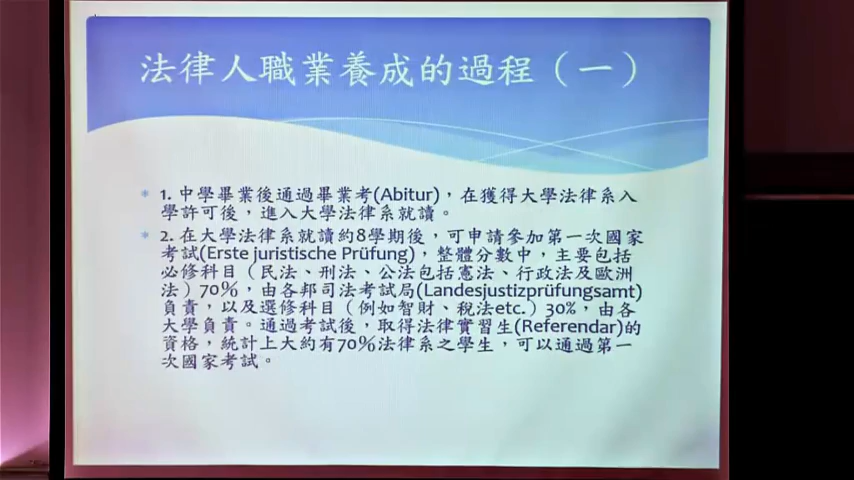 法律人職業養成的過程（一）
1. 中學畢業後通過畢業考(Abitur)，在獲得大學法律系入
學許可後，進入大學法律系就讀。
2. 在大學法律系就讀約8學期後，可申請參加第一次國家
考試(Erste juristische Prüfung)，整體分數中，主要包括
必修科目（民法、刑法、公法包括憲法、行政法及歐洲
法）70%，由各邦司法考試局(Landesjustizprüfungsamt)
負責，以及選修科目（例如智財、稅法etc.）30%，由各
大學負責。通過考試後，取得法律實習生(Referendar)的
資格，統計上大約有70%法律系之學生，可以通過第一
次國家考試。